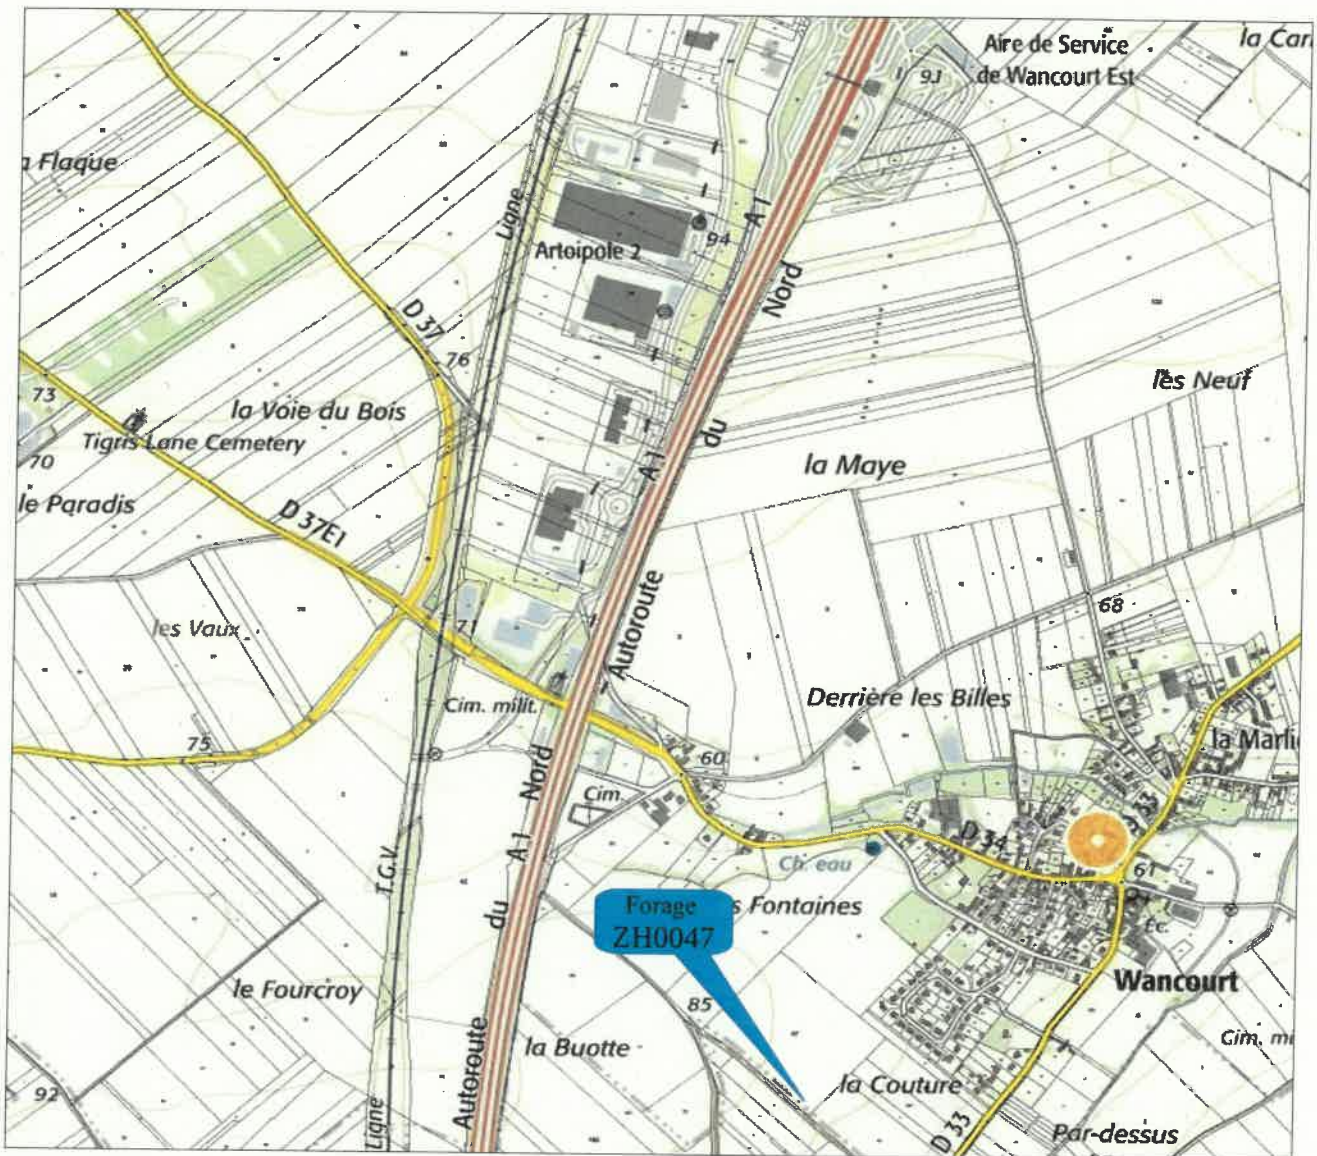 Aire de Service
de Wancourt Est
la Car
91
a Flaque
Ligne
A 1
Artoipole 2
94
Nord
D 37
76
les Neuf
73
la Voie du Bois
Tigris Lane Cemetery
du
70
A 1
la Maye
le Paradis
D 37E1
Autoroute
68
les Vaux
71
Derrière les Billes
Cim. milit.
la Marli
75
60
Nord
Cim.
D 33
D 34
A 1
Ch. eau
61
T.G.V.
Forage
ZH0047
s Fontaines
du
Ec.
Wancourt
le Fourcroy
85
Autoroute
la Buotte
Cim. mi
la Couture
92
Ligne
D 33
Par-dessus